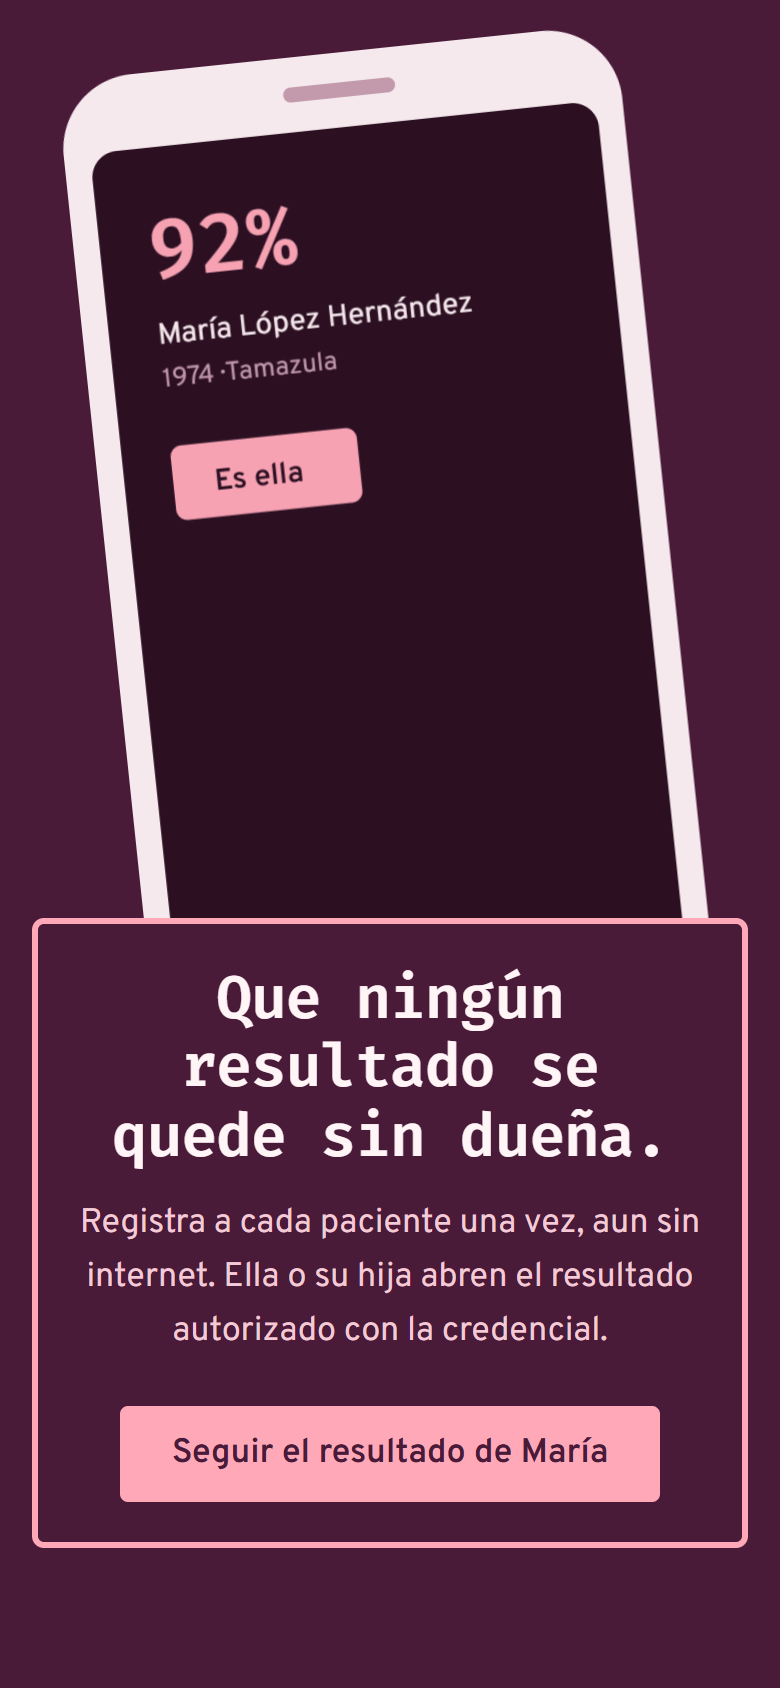 92%
María López Hernández
1974 ·Tamazula
Es ella
Que ningún
resultado se
quede sin dueña.
Registra a cada paciente una vez, aun sin
internet. Ella o su hija abren el resultado
autorizado con la credencial.
Seguir el resultado de María